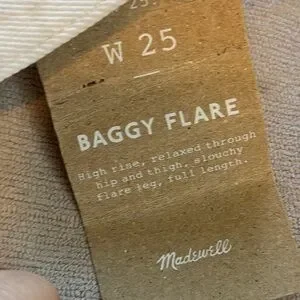 W 25
BAGGY FLARE
High rise, relaxed through
hip and thigh, slouchy
flare leg, full length.
Madewell